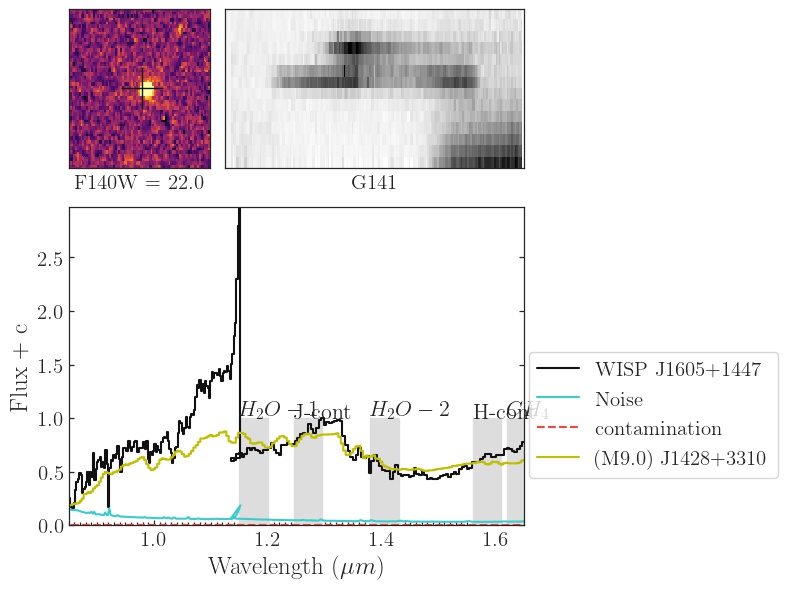 F140W = 22.0
G141
Flux + c
2.5
2.0
1.5
1.0
0.5
0.0
H₂O − 1
J-cont
H₂O − 2
H-con
CH₄
1.0 1.2 1.4 1.6
Wavelength (μm)
WISP J1605+1447
Noise
contamination
(M9.0) J1428+3310